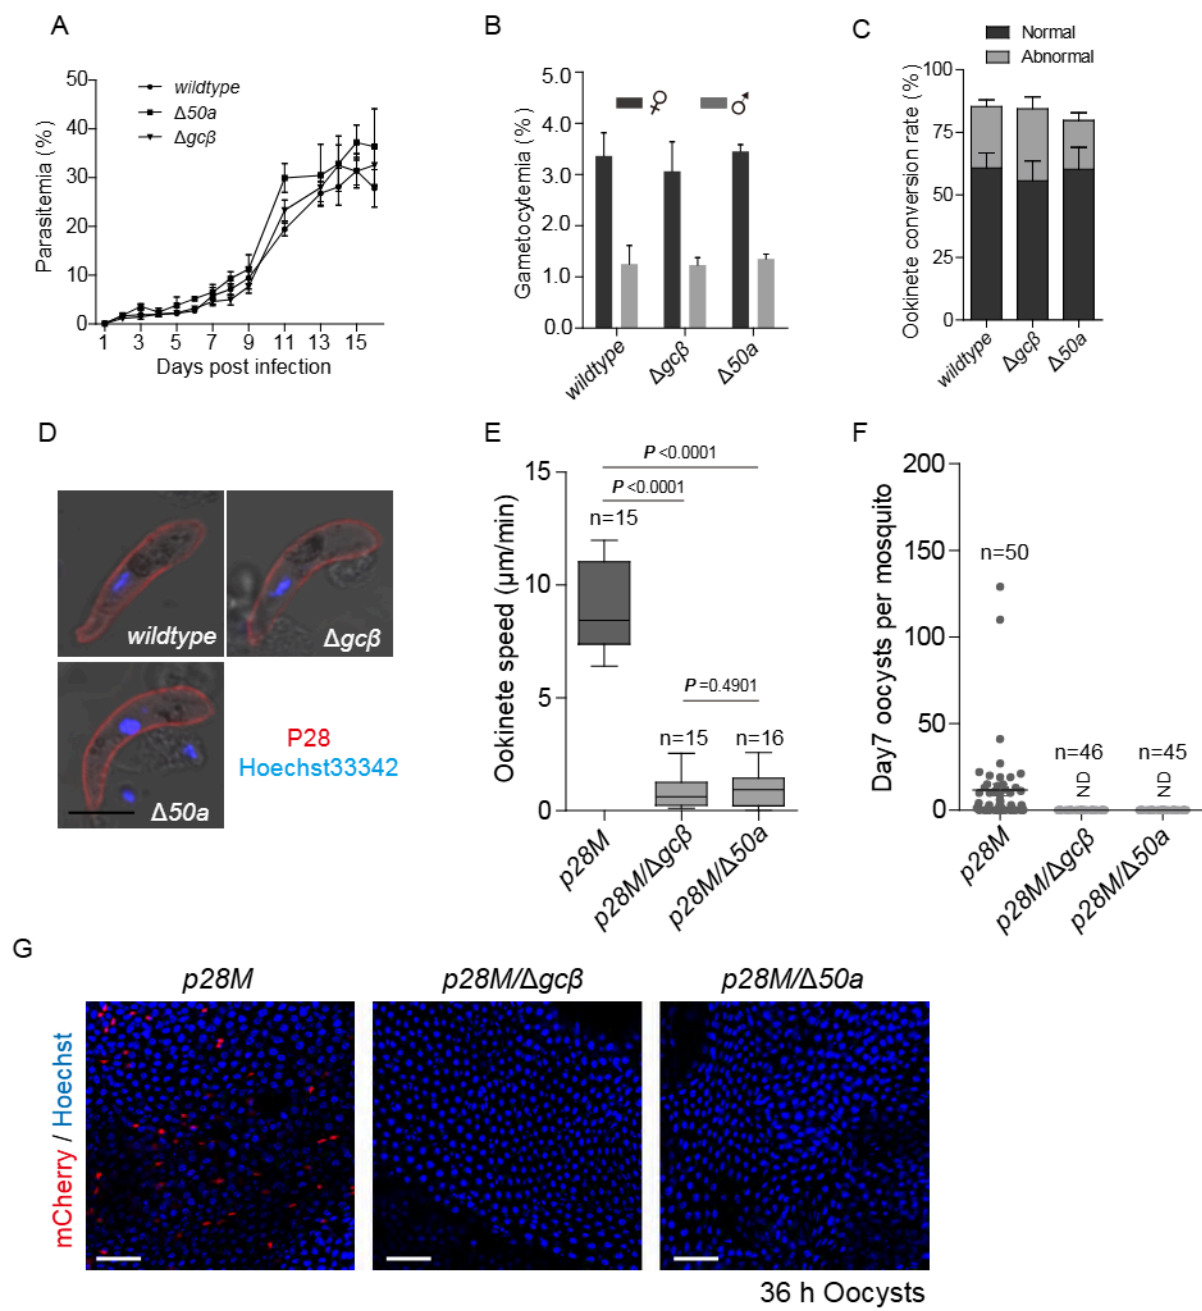 A
Parasitemia (%)
50
40
30
20
10
0
wildtype
Δ50a
Δgcβ
1 3 5 7 9 11 13 15
Days post infection
B
Gametocytemia (%)
5.0
4.0
3.0
2.0
1.0
0.0
♀ ♂
wildtype
Δgcβ
Δ50a
C
Normal
Abnormal
Ookinete conversion rate (%)
100
75
50
25
0
wildtype
Δgcβ
Δ50a
D
wildtype
Δgcβ
Δ50a
P28
Hoechst33342
E
Ookinete speed (μm/min)
15
10
5
0
P <0.0001
P <0.0001
n=15
P =0.4901
n=15
n=16
p28M
p28M/Δgcβ
p28M/Δ50a
F
Day7 oocysts per mosquito
200
150
100
50
0
n=50
n=46
n=45
ND
ND
p28M
p28M/Δgcβ
p28M/Δ50a
G
p28M
p28M/Δgcβ
p28M/Δ50a
mCherry / Hoechst
36 h Oocysts